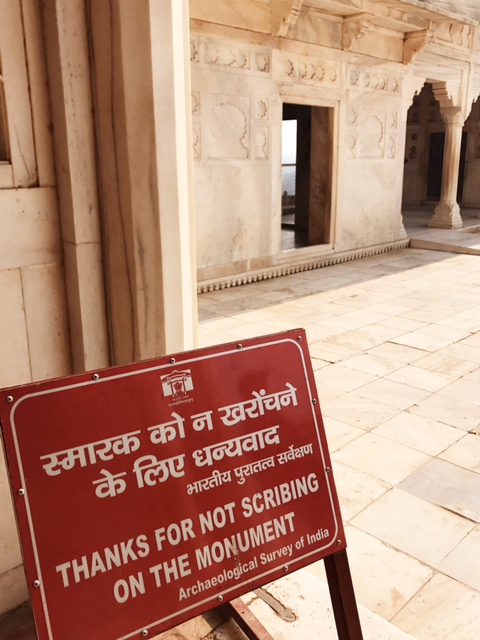 स्मारक को न खरोंचने
के लिए धन्यवाद
भारतीय पुरातत्व सर्वेक्षण
THANKS FOR NOT SCRIBING
ON THE MONUMENT
Archaeological Survey of India